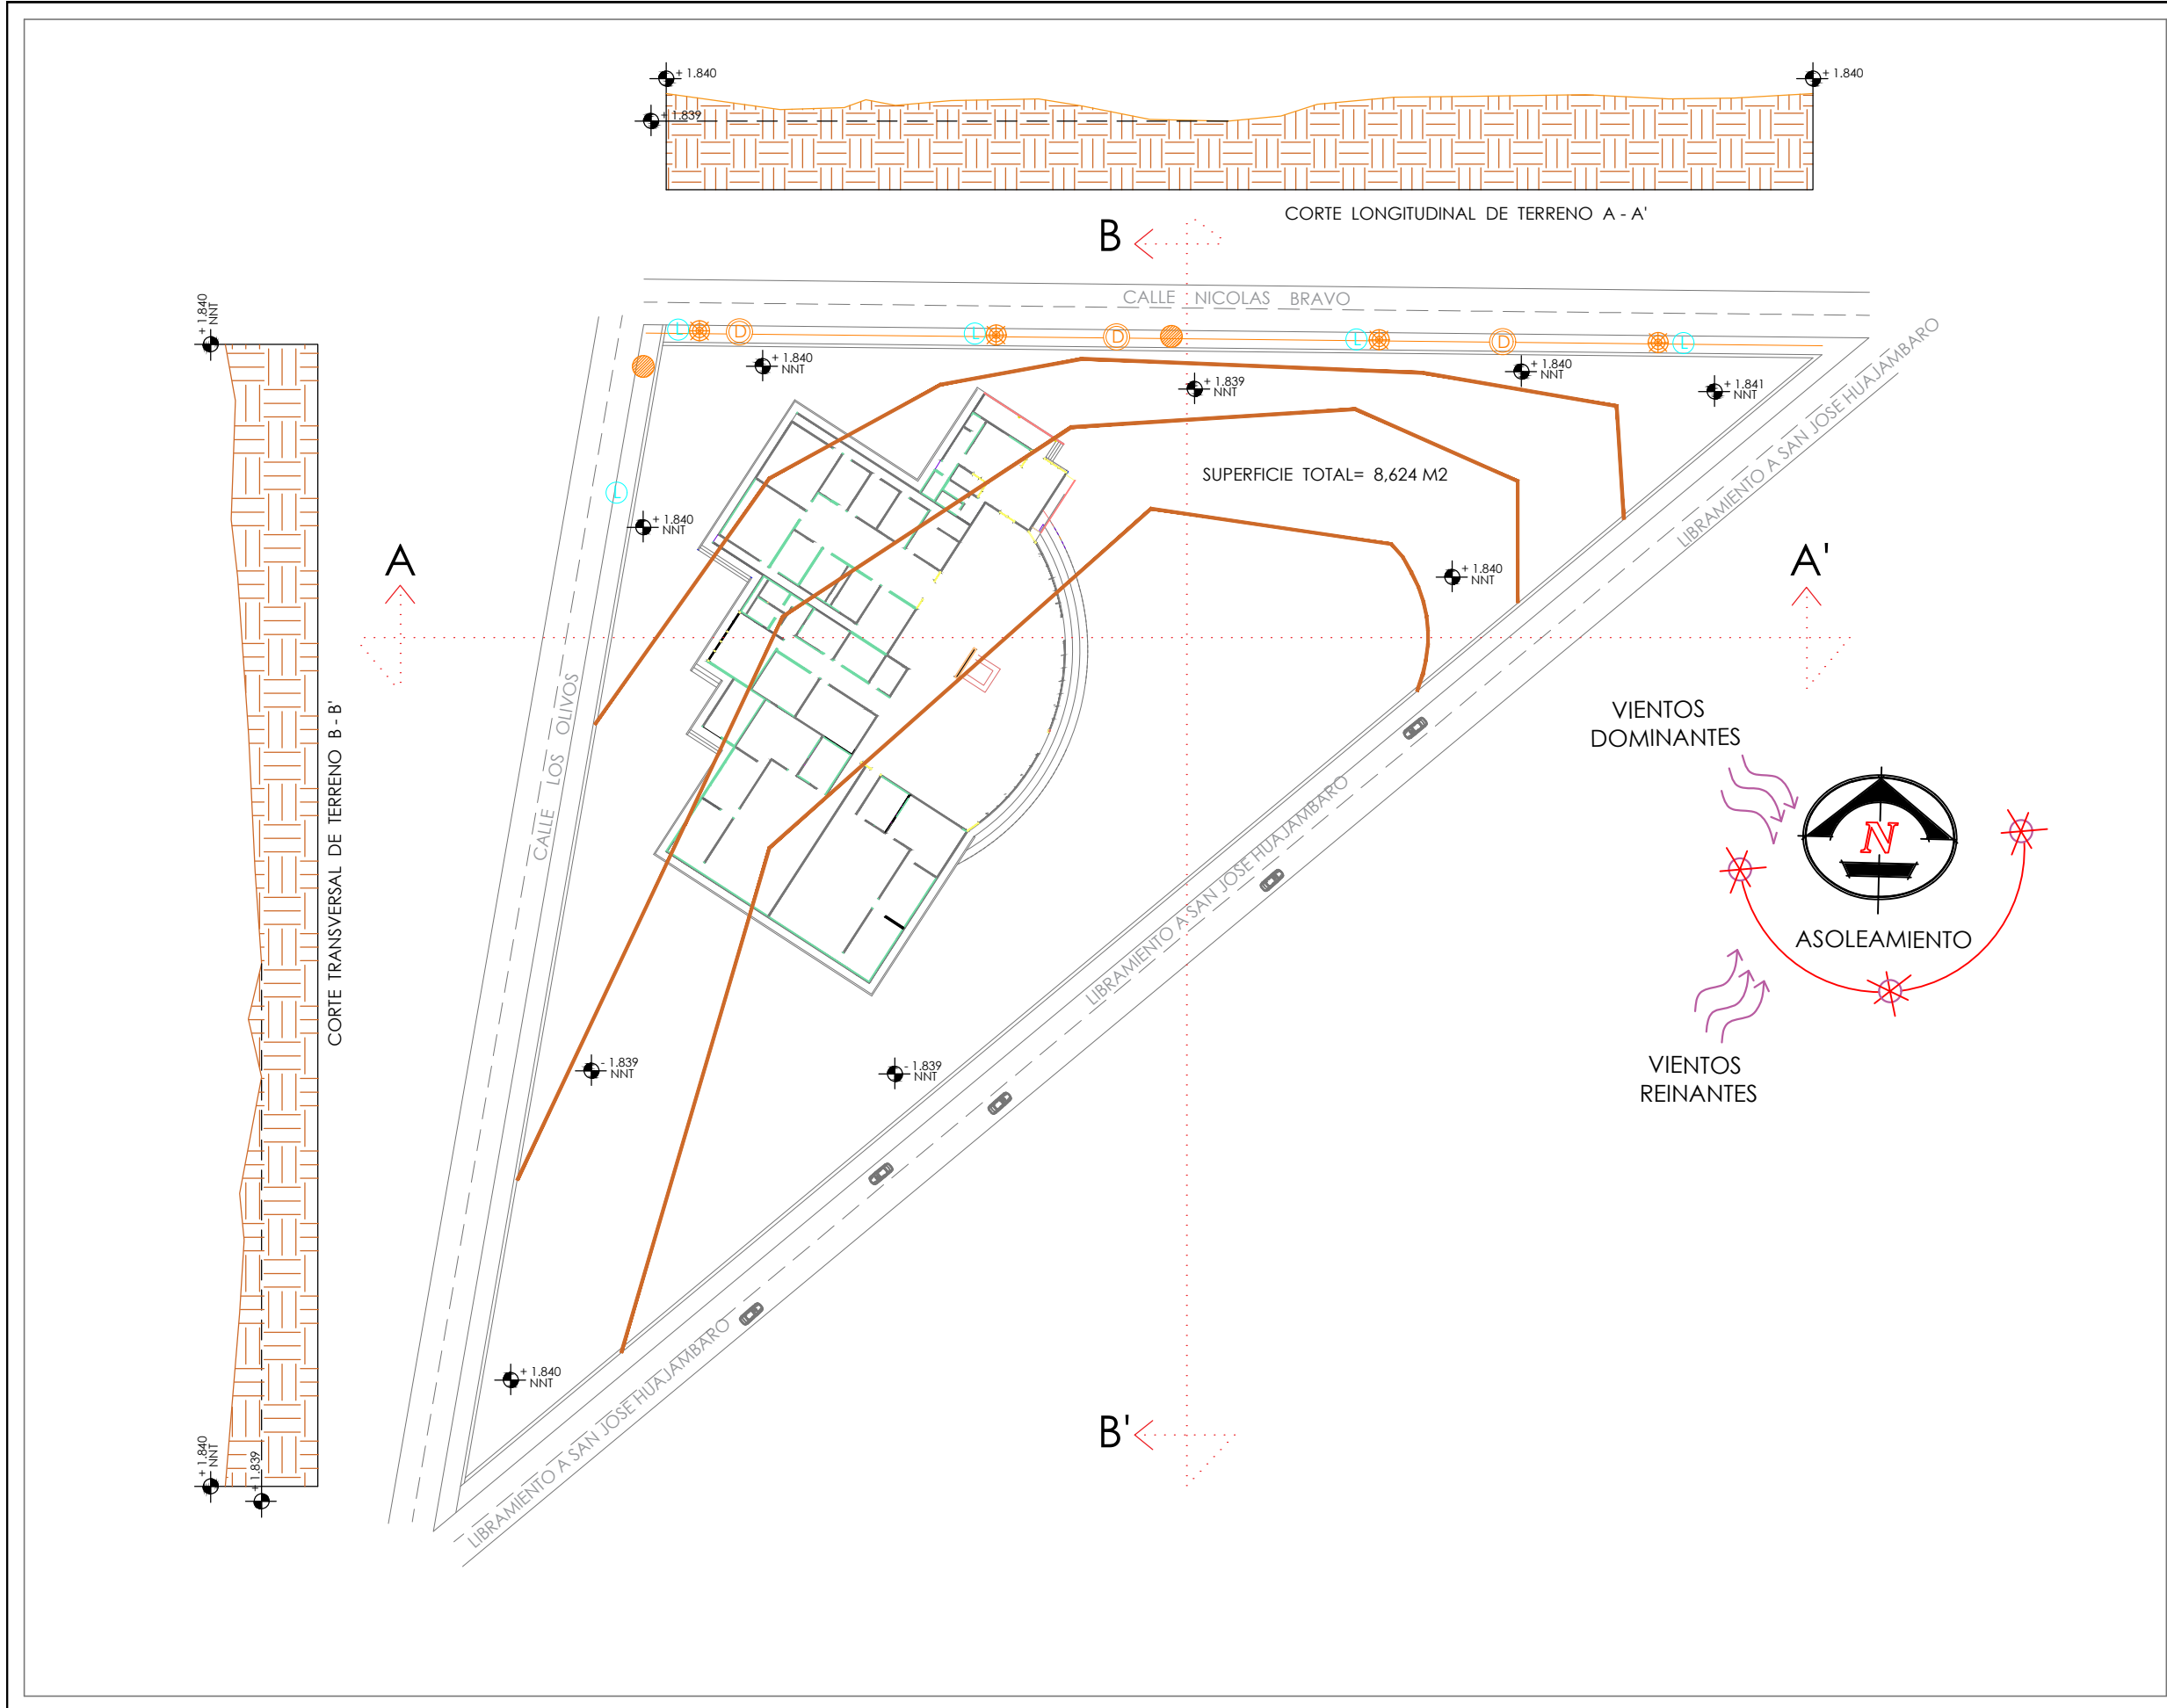 + 1.840
+ 1.840
+ 1.839
CORTE LONGITUDINAL DE TERRENO A - A'
B
CALLE NICOLAS BRAVO
+ 1.840
NNT
L
D
L
D
L
D
L
+ 1.840
NNT
+ 1.839
NNT
+ 1.840
NNT
+ 1.841
NNT
LIBRAMIENTO A SAN JOSE HUAJAMBARO
SUPERFICIE TOTAL= 8,624 M2
L
+ 1.840
NNT
A
A'
+ 1.840
NNT
CALLE LOS OLIVOS
CORTE TRANSVERSAL DE TERRENO B - B'
VIENTOS
DOMINANTES
N
ASOLEAMIENTO
LIBRAMIENTO A SAN JOSE HUAJAMBARO
VIENTOS
REINANTES
- 1.839
NNT
- 1.839
NNT
+ 1.840
NNT
LIBRAMIENTO A SAN JOSE HUAJAMBARO
B'
+ 1.840
NNT
+ 1.839